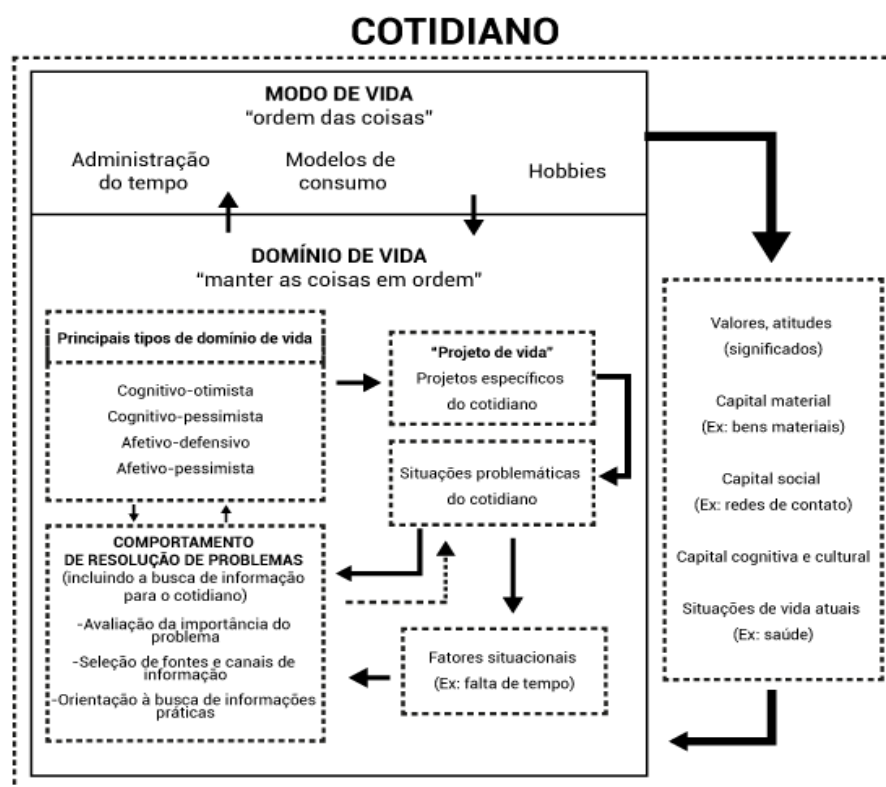 COTIDIANO
MODO DE VIDA
“ordem das coisas”
Administração
do tempo
Modelos de
consumo
Hobbies
DOMÍNIO DE VIDA
“manter as coisas em ordem”
Principais tipos de domínio de vida
Cognitivo-otimista
Cognitivo-pessimista
Afetivo-defensivo
Afetivo-pessimista
"Projeto de vida”
Projetos específicos
do cotidiano
Situações problemáticas
do cotidiano
COMPORTAMENTO
DE RESOLUÇÃO DE PROBLEMAS
(incluindo a busca de informação
para o cotidiano)
-Avaliação da importância do
problema
-Seleção de fontes e canais de
informação
-Orientação à busca de informações
práticas
Fatores situacionais
(Ex: falta de tempo)
Valores, atitudes
(significados)
Capital material
(Ex: bens materiais)
Capital social
(Ex: redes de contato)
Capital cognitiva e cultural
Situações de vida atuais
(Ex: saúde)